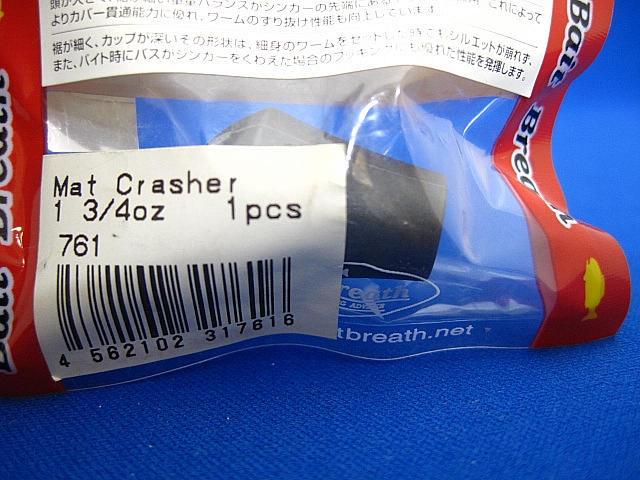 よりカバー貫通能力に優れ、ワームのすり抜け性能も向上しています。
裾が細く、カップが深いその形状は、細身のワームをセットした時でもシルエットが崩れず、
また、バイト時にバスがシンカーをくわえた場合のフッキングにも優れた性能を発揮します。
Bait Breath
Mat Crasher
1 3/4oz 1pcs
761
4 562102 317616
reath
tbreath.net